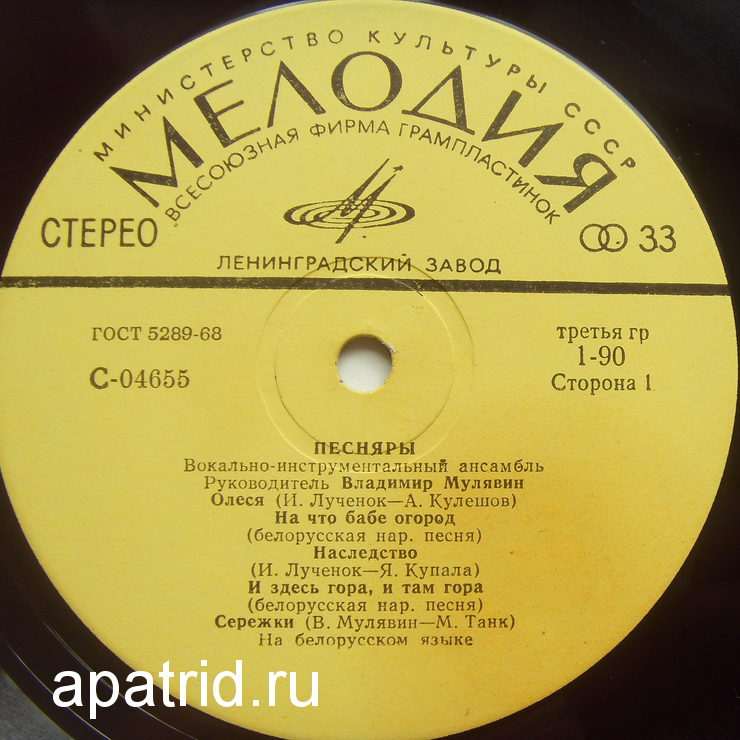 МИНИСТЕРСТВО КУЛЬТУРЫ СССР
МЕЛОДИЯ
ВСЕСОЮЗНАЯ ФИРМА ГРАМПЛАСТИНОК
СТЕРЕО
33
ЛЕНИНГРАДСКИЙ ЗАВОД
ГОСТ 5289-68
третья гр
С-04655
1-90
Сторона 1
ПЕСНЯРЫ
Вокально-инструментальный ансамбль
Руководитель Владимир Мулявин
Олеся (И. Лученок—А. Кулешов)
На что бабе огород
(белорусская нар. песня)
Наследство
(И. Лученок—Я. Купала)
И здесь гора, и там гора
(белорусская нар. песня)
Сережки (В. Мулявин—М. Танк)
На белорусском языке
apatrid.ru